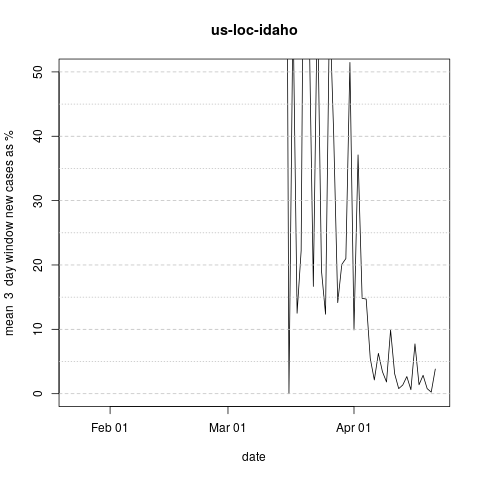 us-loc-idaho
50
40
30
20
10
0
mean 3 day window new cases as %
Feb 01
Mar 01
Apr 01
date